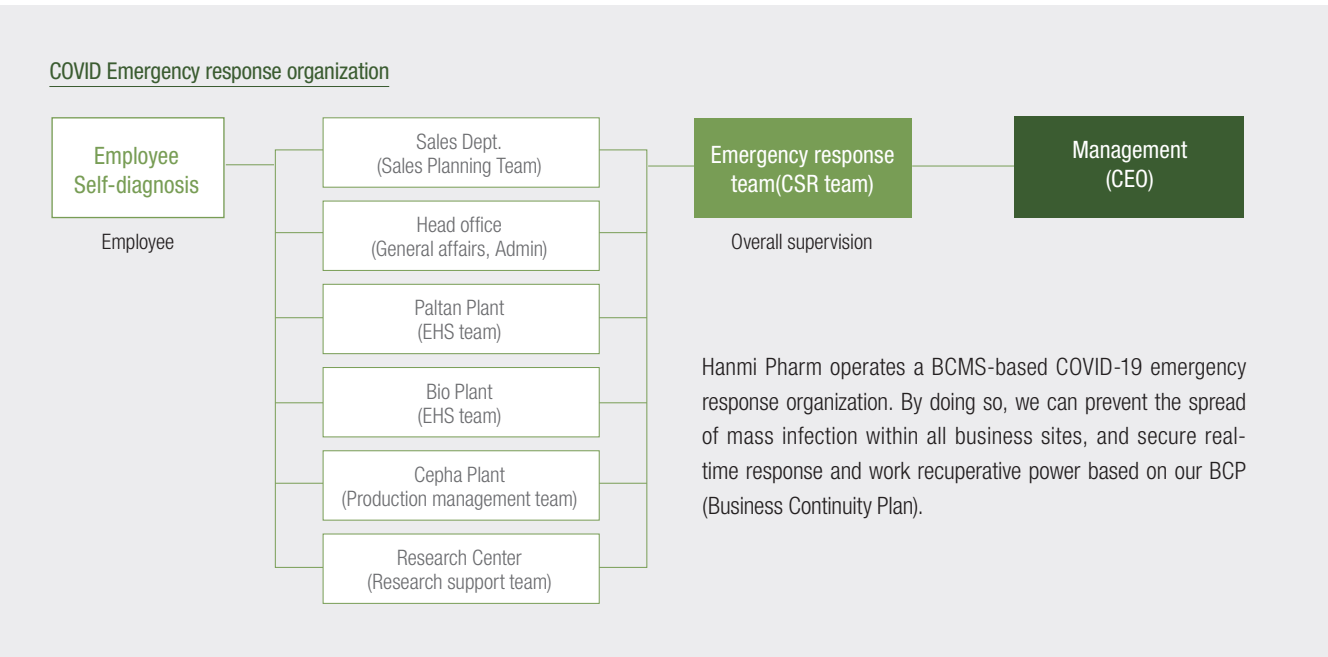 COVID Emergency response organization
Employee
Self-diagnosis
Employee
Sales Dept.
(Sales Planning Team)
Head office
(General affairs, Admin)
Paltan Plant
(EHS team)
Bio Plant
(EHS team)
Cepha Plant
(Production management team)
Research Center
(Research support team)
Emergency response
team(CSR team)
Overall supervision
Management
(CEO)
Hanmi Pharm operates a BCMS-based COVID-19 emergency
response organization. By doing so, we can prevent the spread
of mass infection within all business sites, and secure real-
time response and work recuperative power based on our BCP
(Business Continuity Plan).